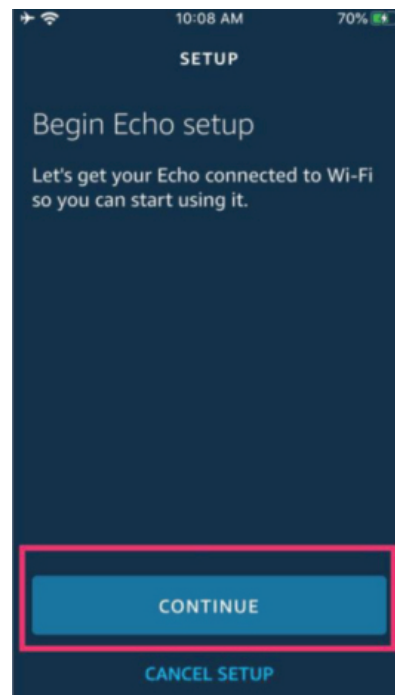 10:08 AM
70%
SETUP
Begin Echo setup
Let's get your Echo connected to Wi-Fi
so you can start using it.
CONTINUE
CANCEL SETUP